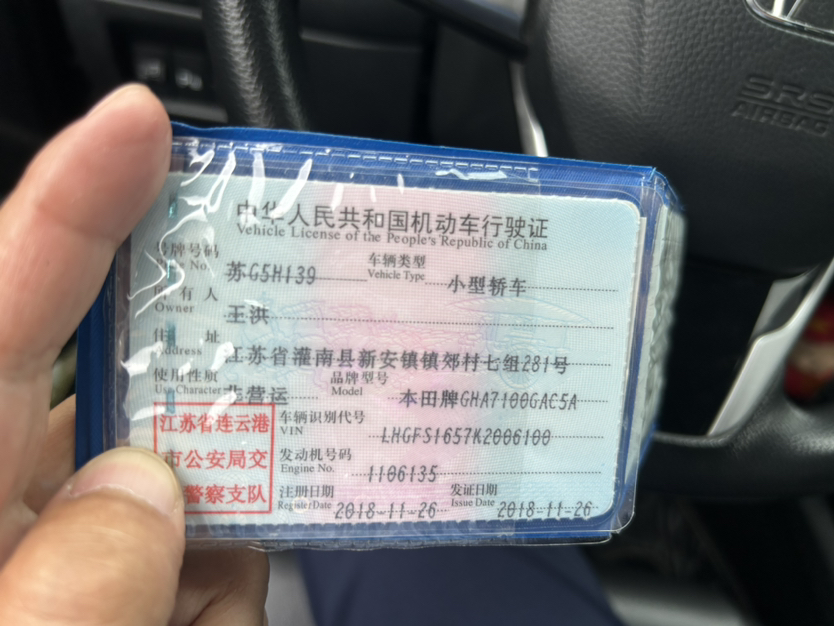 SRS
AIRBAG
中华人民共和国机动车行驶证
Vehicle License of the People's Republic of China
号牌号码 苏G5H139 车辆类型 小型轿车
No. Vehicle Type
所有人 王洪
Owner
住址 江苏省灌南县新安镇镇郊村七组281号
Address
使用性质 非营运 品牌型号 本田牌GHA7100GAC5A
Use Character Model
江苏省连云港
市公安局交
警察支队
车辆识别代号 LHGFS1657K2006100
VIN
发动机号码 1106135
Engine No.
注册日期 2018-11-26 发证日期 2018-11-26
Register Date Issue Date